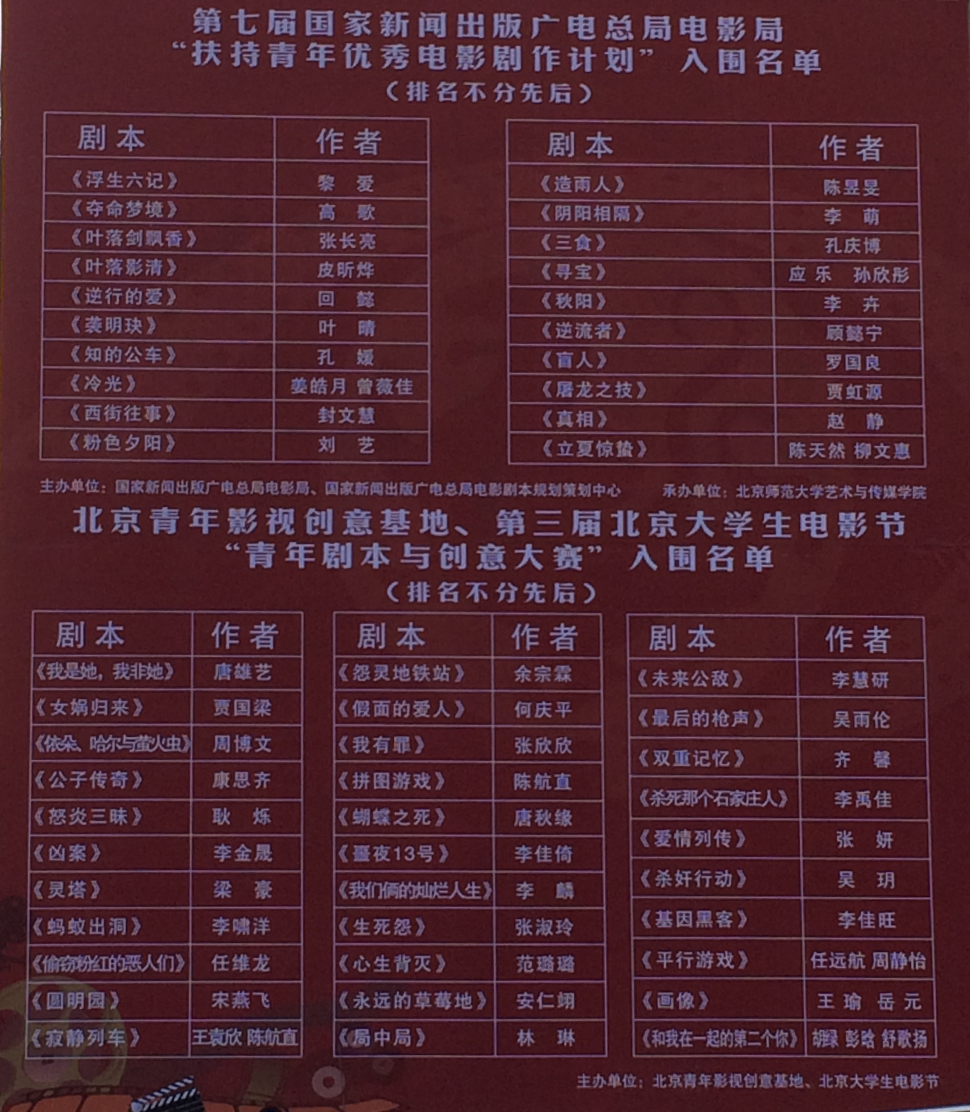 第七届国家新闻出版广电总局电影局
“扶持青年优秀电影剧作计划”入围名单
（排名不分先后）
剧本 作者
《浮生六记》 黎 爱
《夺命梦境》 高 歌
《叶落剑飘香》 张长亮
《叶落影清》 皮昕烨
《逆行的爱》 回 懿
《袭明玦》 叶 晴
《知的公车》 孔 媛
《冷光》 姜皓月 曾薇佳
《西街往事》 封文慧
《粉色夕阳》 刘 艺
剧本 作者
《造雨人》 陈昱旻
《阴阳相隔》 李 萌
《三食》 孔庆博
《寻宝》 应 乐 孙欣彤
《秋阳》 李 卉
《逆流者》 顾懿宁
《盲人》 罗国良
《屠龙之技》 贾虹源
《真相》 赵 静
《立夏惊蛰》 陈天然 柳文惠
主办单位：国家新闻出版广电总局电影局、国家新闻出版广电总局电影剧本规划策划中心 承办单位：北京师范大学艺术与传媒学院
北京青年影视创意基地、第三届北京大学生电影节
“青年剧本与创意大赛”入围名单
（排名不分先后）
剧本 作者
《我是她，我非她》 唐雄艺
《女娲归来》 贾国梁
《依朵、哈尔与萤火虫》 周博文
《公子传奇》 康思齐
《怒炎三昧》 耿 烁
《凶案》 李金晟
《灵塔》 梁 豪
《蚂蚁出洞》 李啸洋
《偷窃粉红的恶人们》 任维龙
《圆明园》 宋燕飞
《寂静列车》 王袁欣 陈航直
剧本 作者
《怨灵地铁站》 余宗霖
《假面的爱人》 何庆平
《我有罪》 张欣欣
《拼图游戏》 陈航直
《蝴蝶之死》 唐秋缘
《噩夜13号》 李佳倚
《我们俩的灿烂人生》 李 麟
《生死怨》 张淑玲
《心生背灭》 范璐璐
《永远的草莓地》 安仁翊
《局中局》 林 琳
剧本 作者
《未来公敌》 李慧研
《最后的枪声》 吴雨伦
《双重记忆》 齐 馨
《杀死那个石家庄人》 李禹佳
《爱情列传》 张 妍
《杀奸行动》 吴 玥
《基因黑客》 李佳旺
《平行游戏》 任远航 周静怡
《画像》 王 瑜 岳 元
《和我在一起的第二个你》 彭晗 舒歌扬
主办单位：北京青年影视创意基地、北京大学生电影节